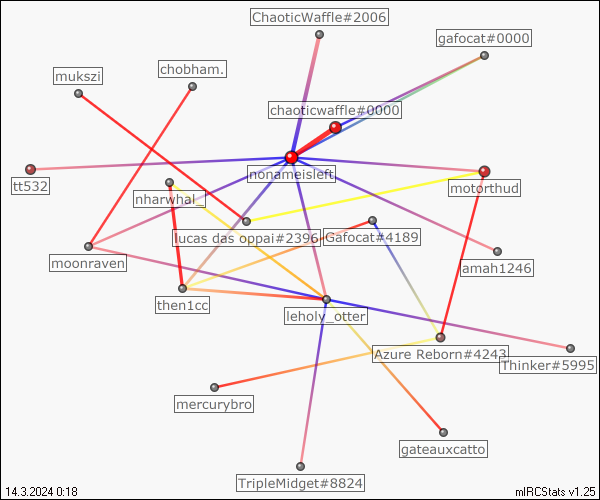 ChaoticWaffle#2006
gafocat#0000
chobham.
mukszi
chaoticwaffle#0000
nonameisleft
tt532
motorthud
nharwhal_
lucas das oppai#2396
Gafocat#4189
moonraven
amah1246
then1cc
leholy_otter
Azure Reborn#4243
Thinker#5995
mercurybro
gateauxcatto
TripleMidget#8824
14.3.2024 0:18
mIRCStats v1.25